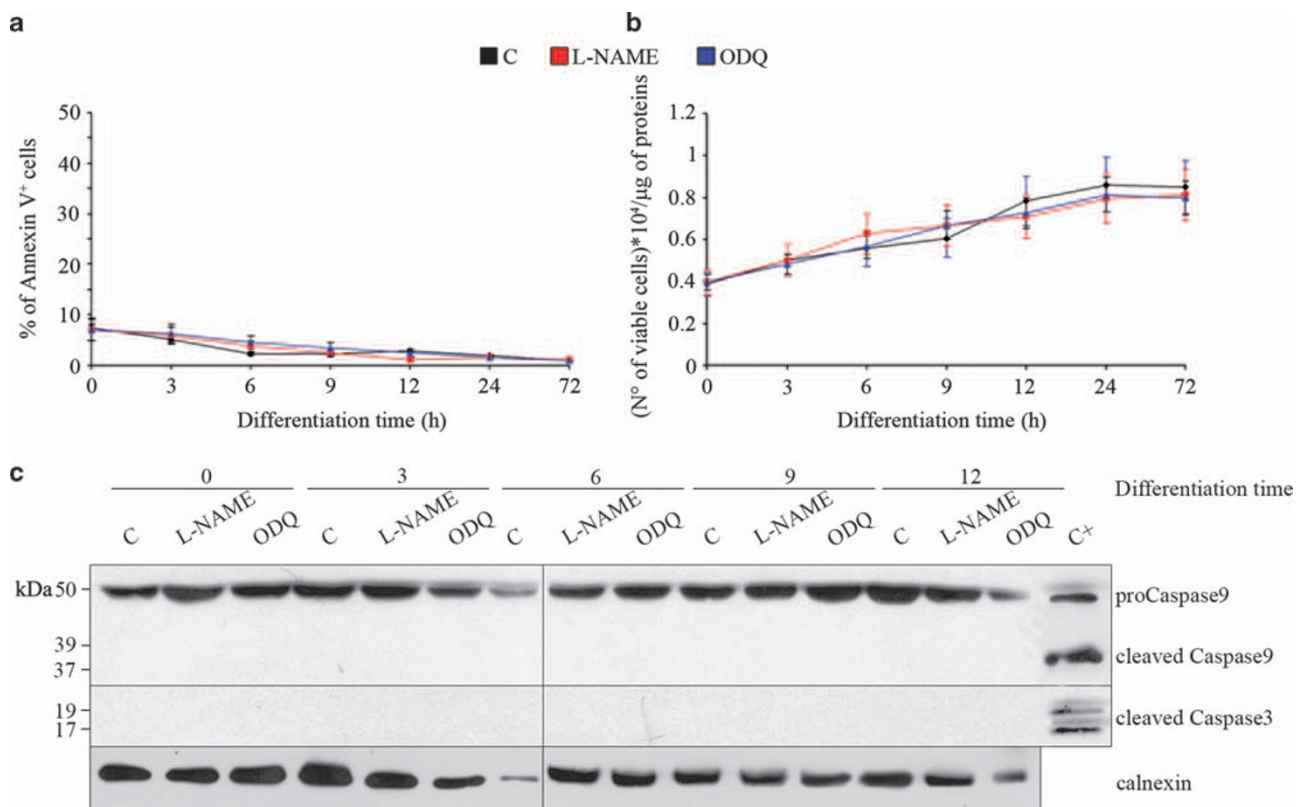 a
b
C L-NAME ODQ
% of Annexin V⁺ cells
50
40
30
20
10
0
0 3 6 9 12 24 72
Differentiation time (h)
(N° of viable cells)*10⁴/µg of proteins
1.2
1
0.8
0.6
0.4
0.2
0
0 3 6 9 12 24 72
Differentiation time (h)
c
0 3 6 9 12 Differentiation time
C L-NAME ODQ C L-NAME ODQ C L-NAME ODQ C L-NAME ODQ C L-NAME ODQ C+
kDa 50 proCaspase9
39
cleaved Caspase9
37
19
cleaved Caspase3
17
calnexin